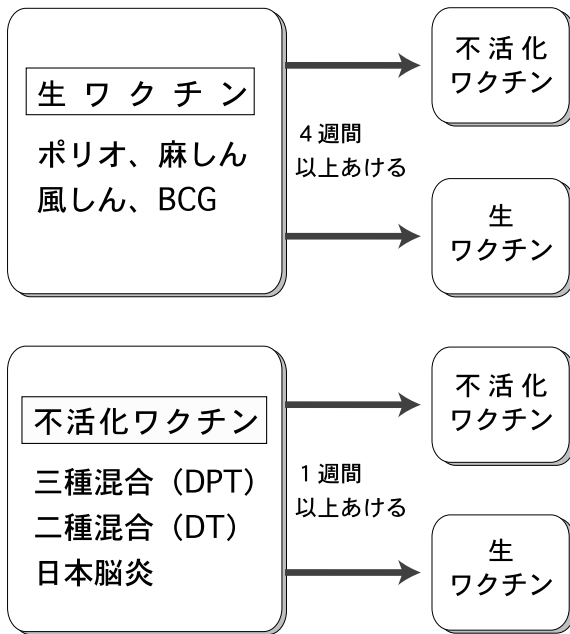 生ワクチン
ポリオ、麻しん
風しん、BCG
4週間
以上あける
不活化
ワクチン
生
ワクチン
不活化ワクチン
三種混合（DPT）
二種混合（DT）
日本脳炎
1週間
以上あける
不活化
ワクチン
生
ワクチン